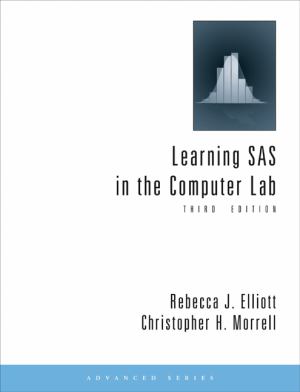 Learning SAS
in the Computer Lab
THIRD EDITION
Rebecca J. Elliott
Christopher H. Morrell
ADVANCED SERIES